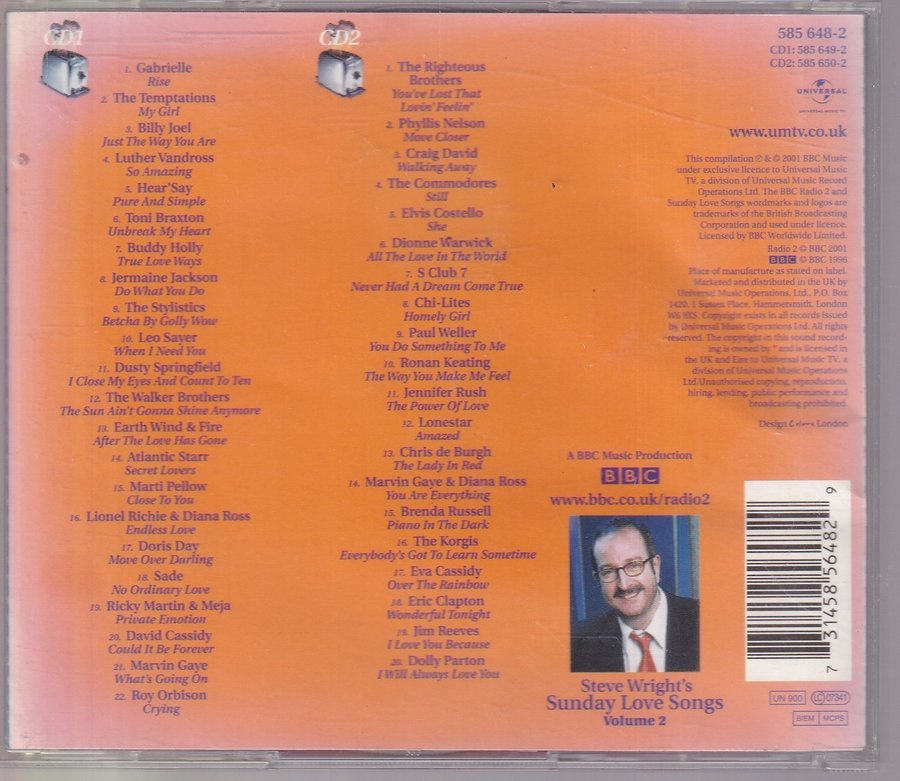 CD1
1. Gabrielle
Rise
2. The Temptations
My Girl
3. Billy Joel
Just The Way You Are
4. Luther Vandross
So Amazing
5. Hear'Say
Pure And Simple
6. Toni Braxton
Unbreak My Heart
7. Buddy Holly
True Love Ways
8. Jermaine Jackson
Do What You Do
9. The Stylistics
Betcha By Golly Wow
10. Leo Sayer
When I Need You
11. Dusty Springfield
I Close My Eyes And Count To Ten
12. The Walker Brothers
The Sun Ain't Gonna Shine Anymore
13. Earth Wind & Fire
After The Love Has Gone
14. Atlantic Starr
Secret Lovers
15. Marti Pellow
Close To You
16. Lionel Richie & Diana Ross
Endless Love
17. Doris Day
Move Over Darling
18. Sade
No Ordinary Love
19. Ricky Martin & Meja
Private Emotion
20. David Cassidy
Could It Be Forever
21. Marvin Gaye
What's Going On
22. Roy Orbison
Crying
CD2
1. The Righteous
Brothers
You've Lost That
Lovin' Feelin'
2. Phyllis Nelson
Move Closer
3. Craig David
Walking Away
4. The Commodores
Still
5. Elvis Costello
She
6. Dionne Warwick
All The Love In The World
7. S Club 7
Never Had A Dream Come True
8. Chi-Lites
Homely Girl
9. Paul Weller
You Do Something To Me
10. Ronan Keating
The Way You Make Me Feel
11. Jennifer Rush
The Power Of Love
12. Lonestar
Amazed
13. Chris de Burgh
The Lady In Red
14. Marvin Gaye & Diana Ross
You Are Everything
15. Brenda Russell
Piano In The Dark
16. The Korgis
Everybody's Got To Learn Sometime
17. Eva Cassidy
Over The Rainbow
18. Eric Clapton
Wonderful Tonight
19. Jim Reeves
I Love You Because
20. Dolly Parton
I Will Always Love You
585 648-2
CD1: 585 649-2
CD2: 585 650-2
UNIVERSAL
UNIVERSAL MUSIC TV
www.umtv.co.uk
This compilation ℗ & © 2001 BBC Music
under exclusive licence to Universal Music
TV, a division of Universal Music Record
Operations Ltd. The BBC Radio 2 and
Sunday Love Songs wordmarks and logos are
trademarks of the British Broadcasting
Corporation and used under licence.
Licensed by BBC Worldwide Limited.
Radio 2 © BBC 2001
BBC © BBC 1996
Place of manufacture as stated on label.
Marketed and distributed in the UK by
Universal Music Operations, Ltd., P.O. Box
1420, 1 Sussex Place, Hammersmith, London
W6 9XS. Copyright exists in all records issued
by Universal Music Operations Ltd. All rights
reserved. The copyright in this sound record-
ing is owned by * and is licensed in
the UK and Eire to Universal Music TV, a
division of Universal Music Operations
Ltd.Unauthorised copying, reproduction,
hiring, lending, public performance and
broadcasting prohibited.
Design Colors London
A BBC Music Production
BBC
www.bbc.co.uk/radio2
Steve Wright's
Sunday Love Songs
Volume 2
7 31458 56482 9
UN 900
LC 07341
BIEM MCPS